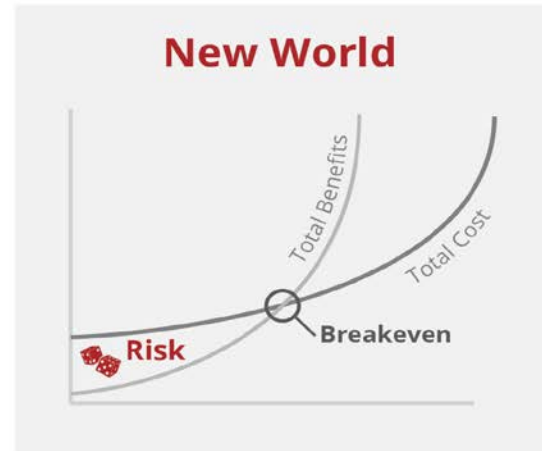 New World
Total Benefits
Total Cost
Breakeven
Risk